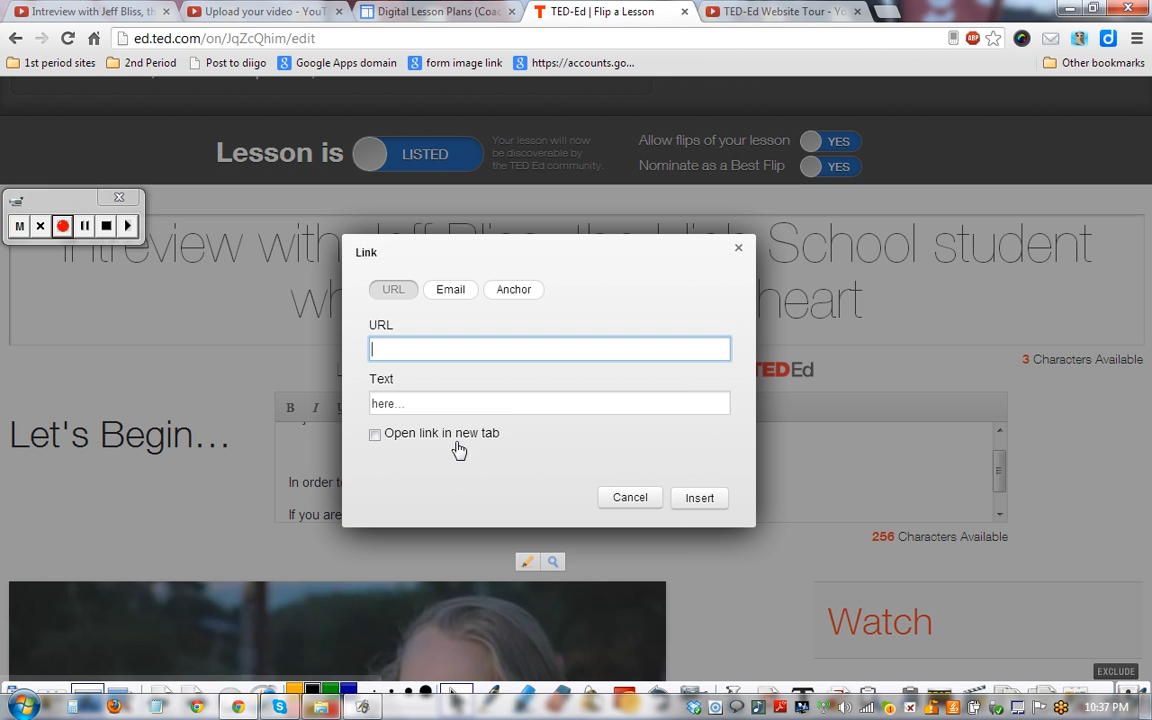 Intreview with Jeff Bliss, th
Upload your video - YouT
Digital Lesson Plans (Coac
TED-Ed | Flip a Lesson
TED-Ed Website Tour - Yo
ed.ted.com/on/JqZcQhim/edit
1st period sites
2nd Period
Post to diigo
Google Apps domain
form image link
https://accounts.go...
Other bookmarks
Lesson is
LISTED
Your lesson will now
be discoverable by
the TED Ed community.
Allow flips of your lesson
YES
Nominate as a Best Flip
YES
Intreview with Jeff Bliss, the High School student
heart
3 Characters Available
TEDEd
Link
URL
Email
Anchor
URL
Text
here...
Open link in new tab
Cancel
Insert
Let's Begin...
B I U
In order t
If you are
256 Characters Available
Watch
EXCLUDE
10:37 PM